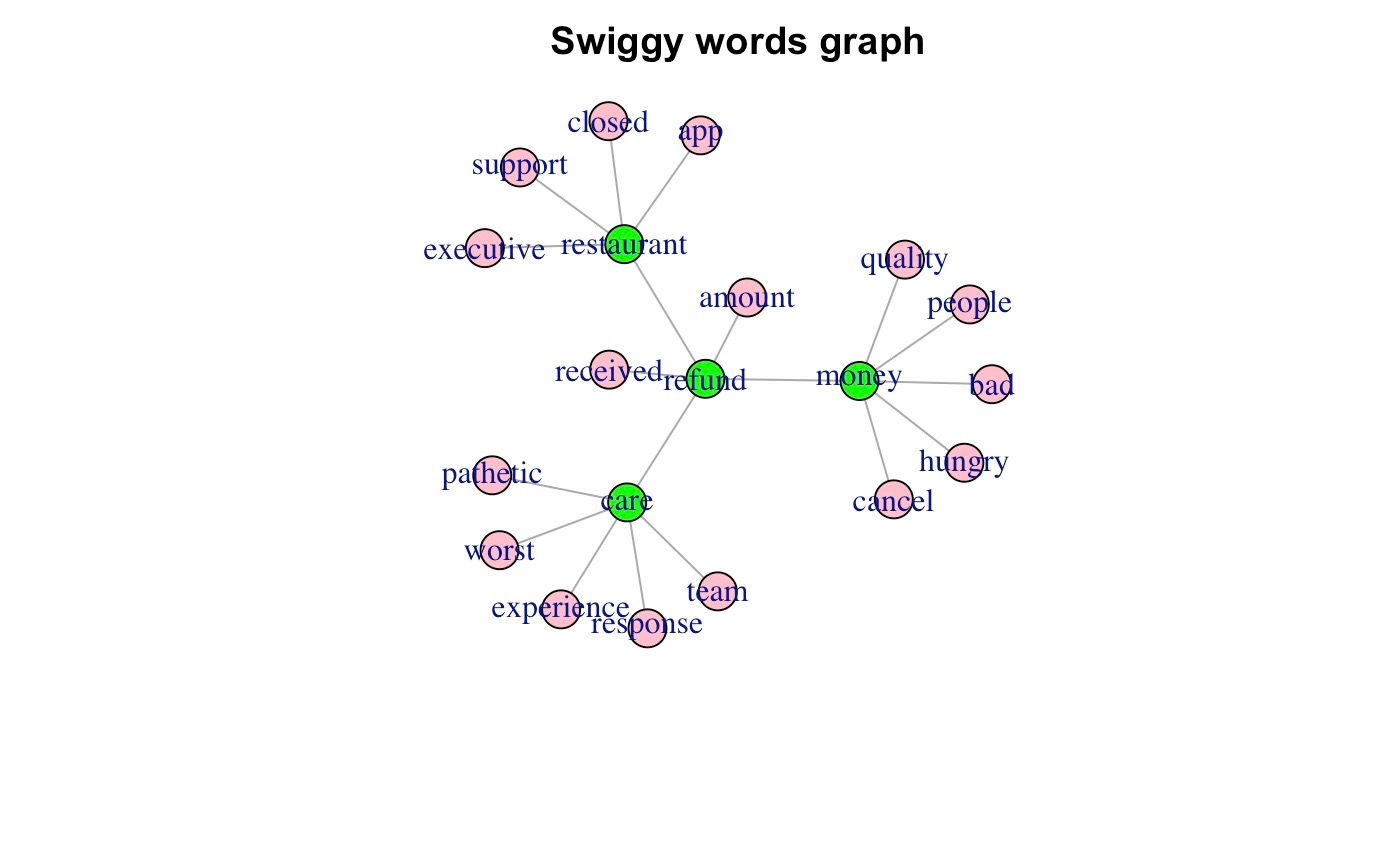 Swiggy words graph
closed
app
support
executive
restaurant
quality
amount
people
received
refund
money
bad
pathetic
hungry
care
cancel
worst
team
experience
response